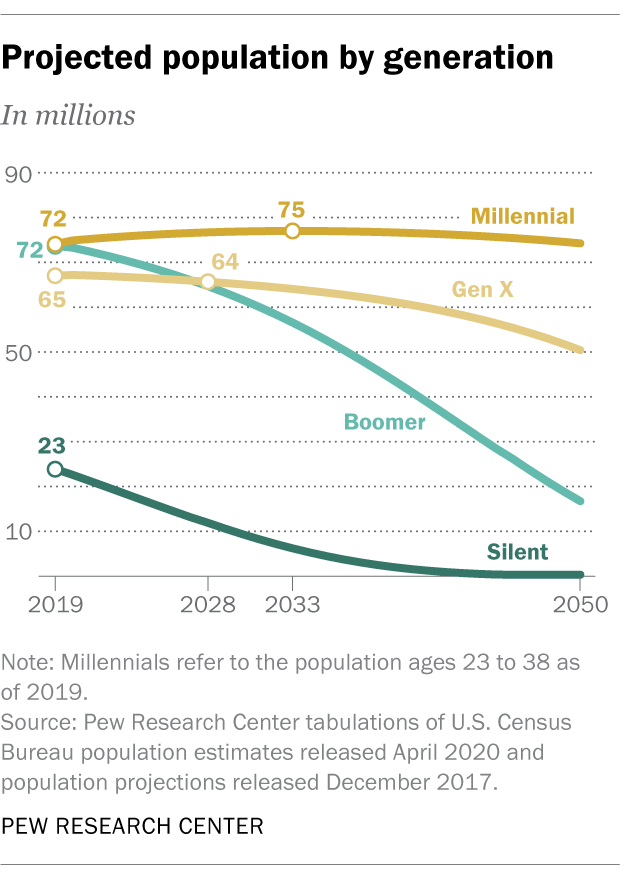 Projected population by generation
In millions
90
72
75
Millennial
72
64
65
Gen X
50
Boomer
23
10
Silent
2019 2028 2033 2050
Note: Millennials refer to the population ages 23 to 38 as
of 2019.
Source: Pew Research Center tabulations of U.S. Census
Bureau population estimates released April 2020 and
population projections released December 2017.
PEW RESEARCH CENTER